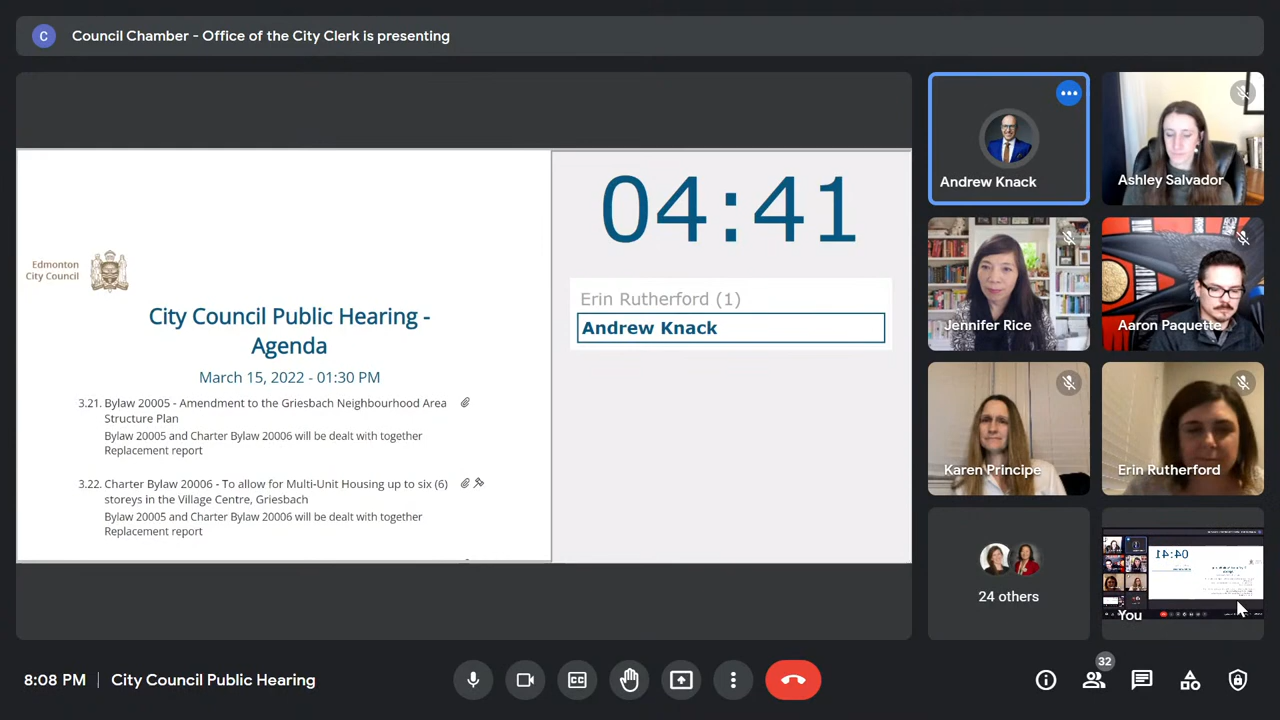 C
Council Chamber - Office of the City Clerk is presenting
Edmonton
City Council
City Council Public Hearing -
Agenda
March 15, 2022 - 01:30 PM
3.21. Bylaw 20005 - Amendment to the Griesbach Neighbourhood Area
Structure Plan
Bylaw 20005 and Charter Bylaw 20006 will be dealt with together
Replacement report
3.22. Charter Bylaw 20006 - To allow for Multi-Unit Housing up to six (6)
storeys in the Village Centre, Griesbach
Bylaw 20005 and Charter Bylaw 20006 will be dealt with together
Replacement report
04:41
Erin Rutherford (1)
Andrew Knack
Andrew Knack
Ashley Salvador
Jennifer Rice
Aaron Paquette
Karen Principe
Erin Rutherford
24 others
04:41
You
8:08 PM | City Council Public Hearing
CC
32